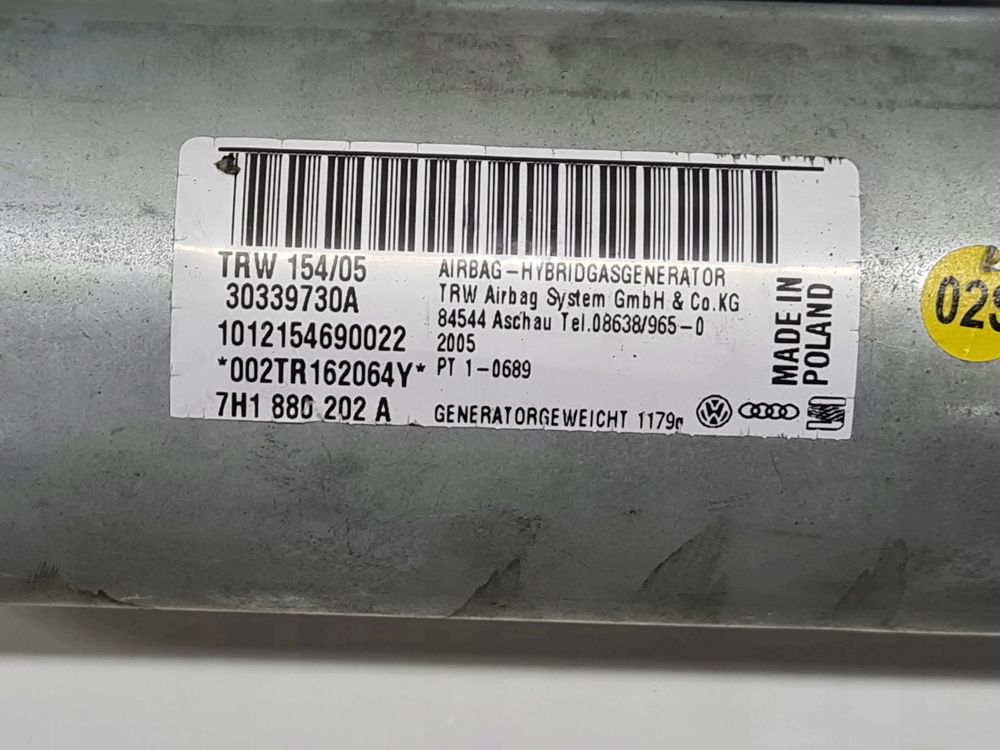 TRW 154/05
30339730A
1012154690022
*002TR162064Y*
7H1 880 202 A
AIRBAG-HYBRIDGASGENERATOR
TRW Airbag System GmbH & Co.KG
84544 Aschau Tel.08638/965-0
2005
PT 1-0689
GENERATORGEWEICHT 1179g
MADE IN
POLAND